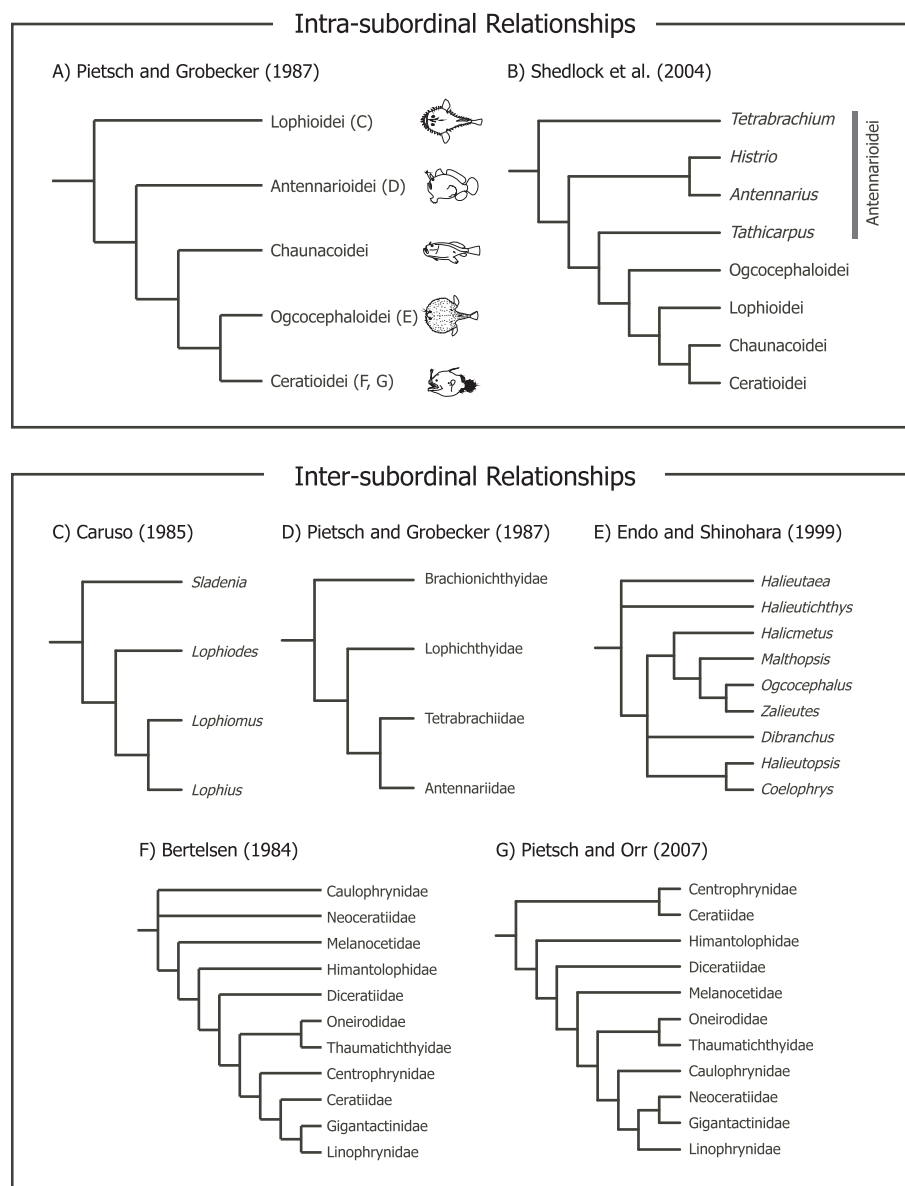 Intra-subordinal Relationships
A) Pietsch and Grobecker (1987)
Lophioidei (C)
Antennarioidei (D)
Chaunacoidei
Ogcocephaloidei (E)
Ceratioidei (F, G)
B) Shedlock et al. (2004)
Tetrabrachium
Histrio
Antennarius
Tathicarpus
Ogcocephaloidei
Lophioidei
Chaunacoidei
Ceratioidei
Antennarioidei
Inter-subordinal Relationships
C) Caruso (1985)
Sladenia
Lophiodes
Lophiomus
Lophius
D) Pietsch and Grobecker (1987)
Brachionichthyidae
Lophichthyidae
Tetrabrachiidae
Antennariidae
E) Endo and Shinohara (1999)
Halieutaea
Halieutichthys
Halicmetus
Malthopsis
Ogcocephalus
Zalieutes
Dibranchus
Halieutopsis
Coelophrys
F) Bertelsen (1984)
Caulophrynidae
Neoceratiidae
Melanocetidae
Himantolophidae
Diceratiidae
Oneirodidae
Thaumatichthyidae
Centrophrynidae
Ceratiidae
Gigantactinidae
Linophrynidae
G) Pietsch and Orr (2007)
Centrophrynidae
Ceratiidae
Himantolophidae
Diceratiidae
Melanocetidae
Oneirodidae
Thaumatichthyidae
Caulophrynidae
Neoceratiidae
Gigantactinidae
Linophrynidae